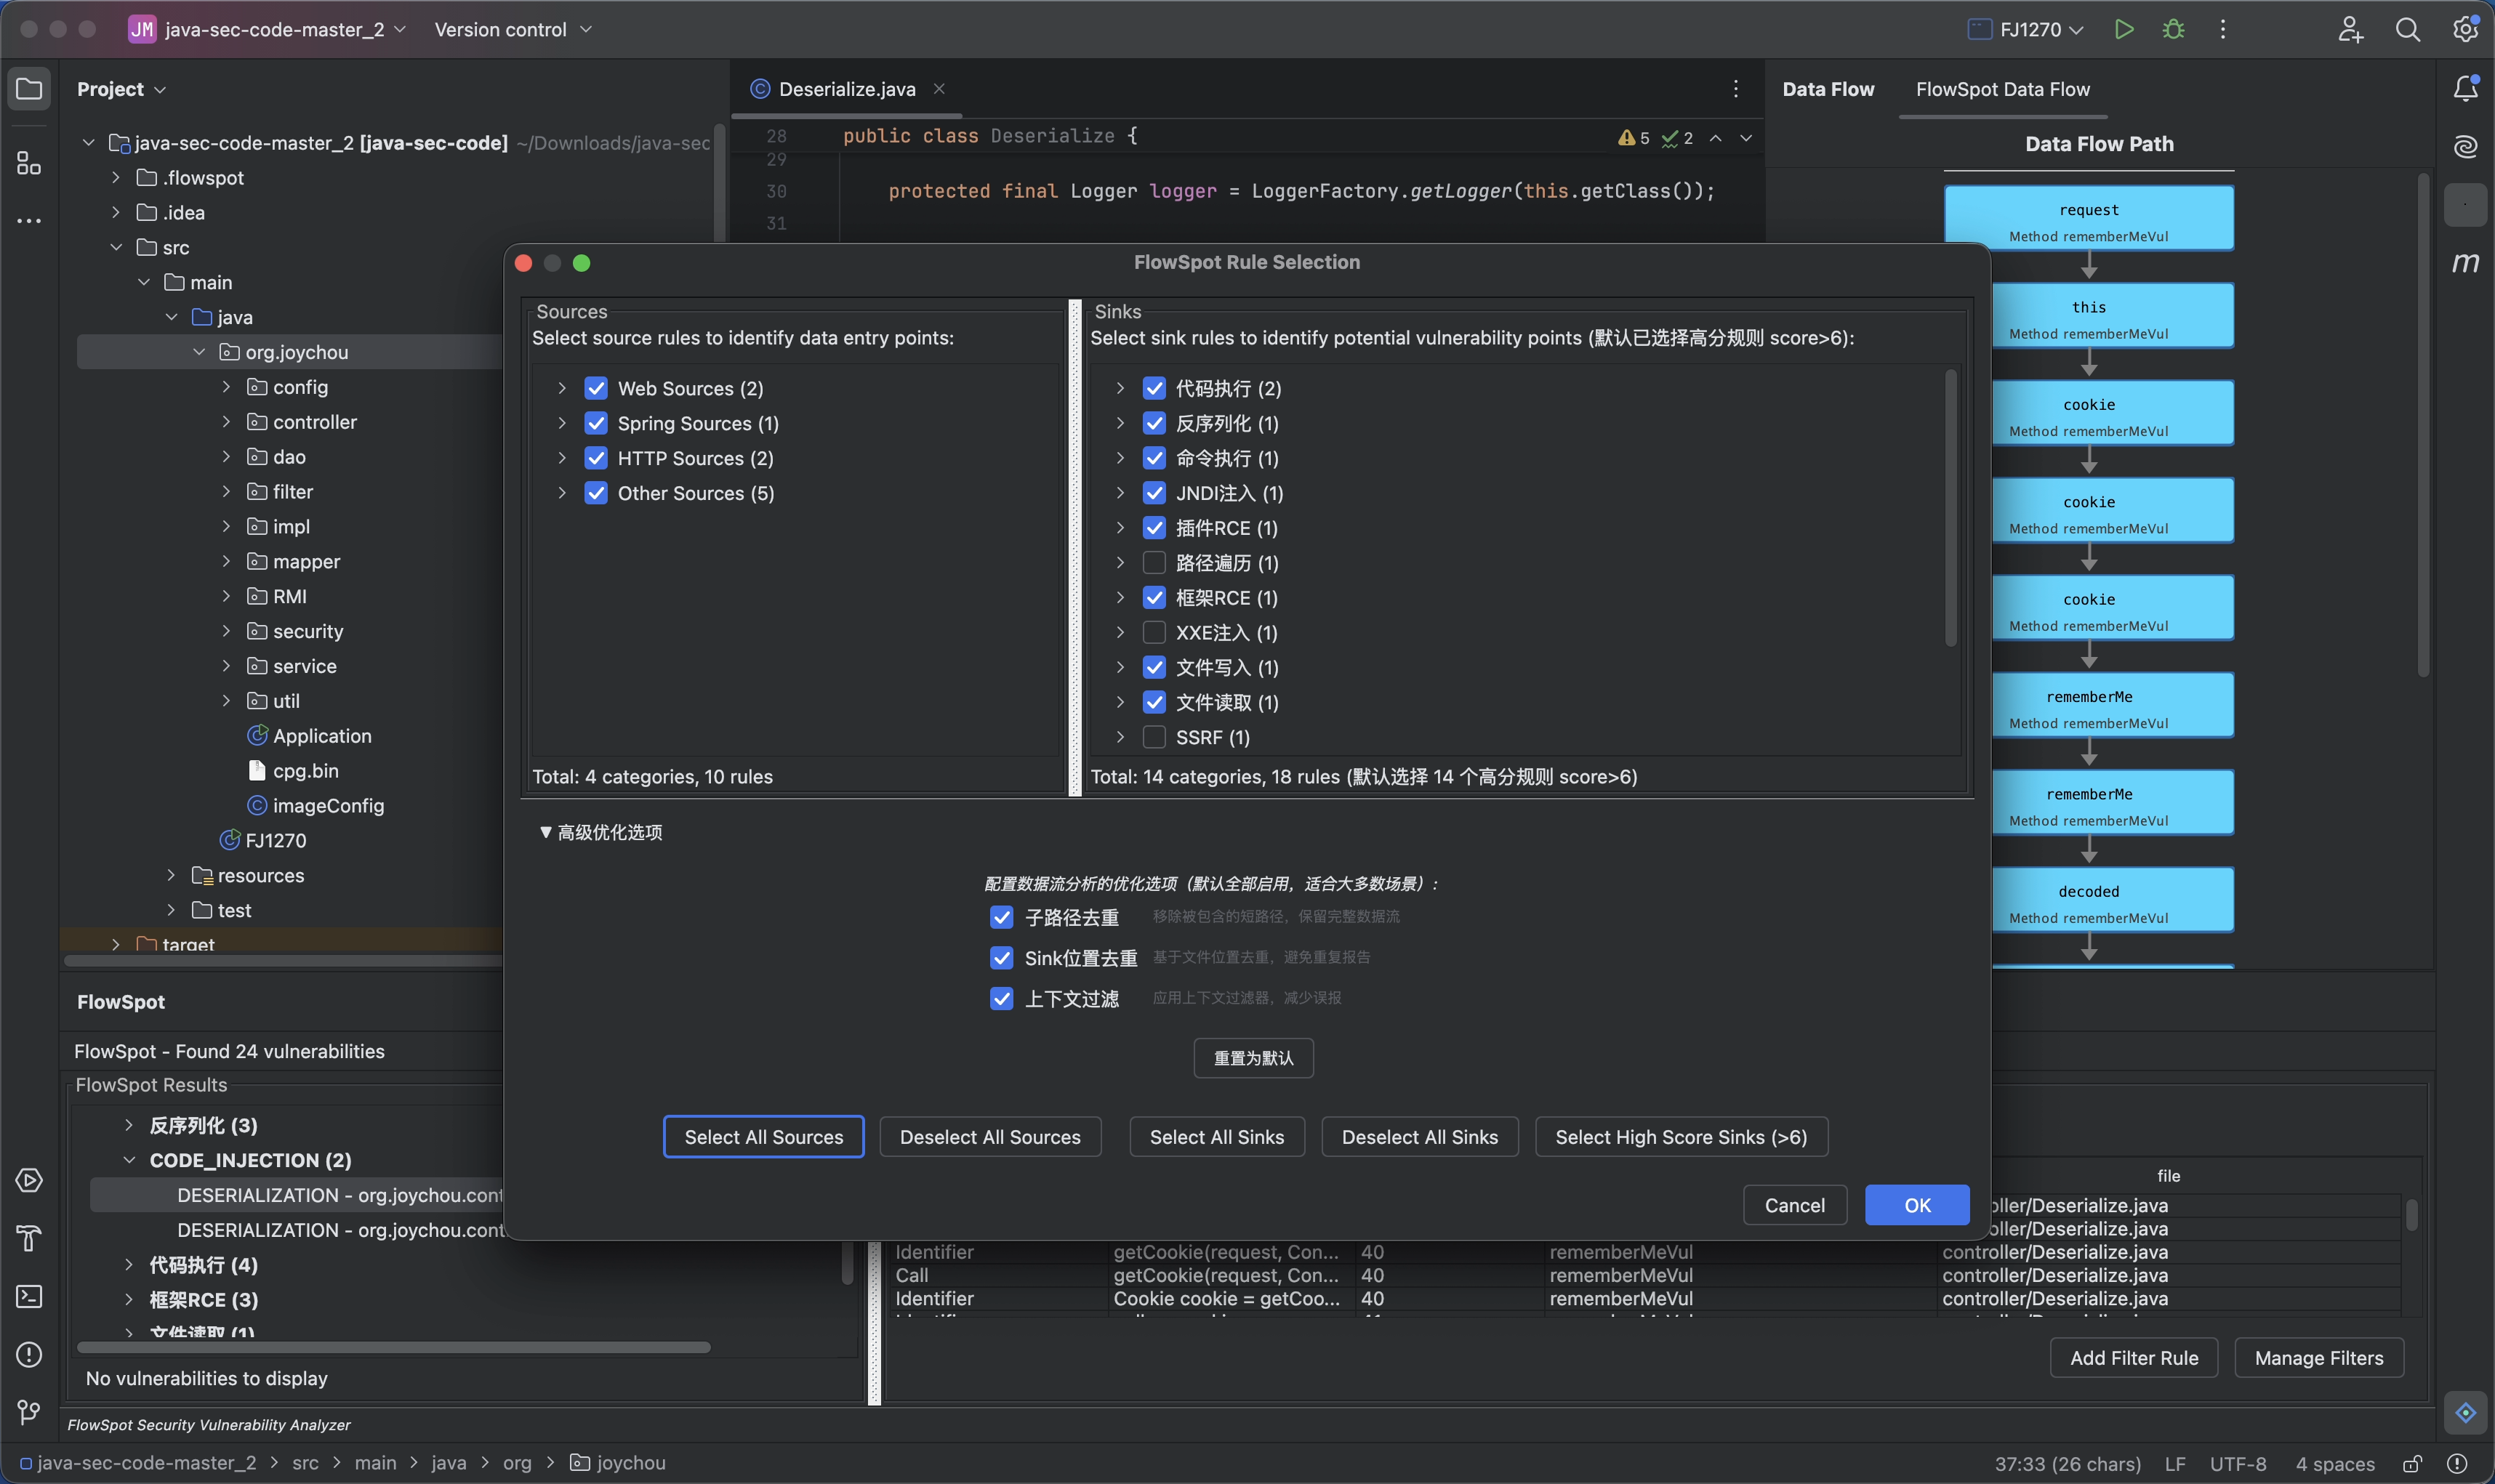 JM java-sec-code-master_2 Version control FJ1270
Project
java-sec-code-master_2 [java-sec-code] ~/Downloads/java-sec
.flowspot
.idea
src
main
java
org.joychou
config
controller
dao
filter
impl
mapper
RMI
security
service
util
Application
cpg.bin
imageConfig
FJ1270
resources
test
target
Deserialize.java
28 public class Deserialize { 5 2
29
30 protected final Logger logger = LoggerFactory.getLogger(this.getClass());
31
Data Flow FlowSpot Data Flow
Data Flow Path
request
Method rememberMeVul
this
Method rememberMeVul
cookie
Method rememberMeVul
cookie
Method rememberMeVul
cookie
Method rememberMeVul
rememberMe
Method rememberMeVul
rememberMe
Method rememberMeVul
decoded
Method rememberMeVul
m
FlowSpot Rule Selection
Sources
Select source rules to identify data entry points:
Web Sources (2)
Spring Sources (1)
HTTP Sources (2)
Other Sources (5)
Total: 4 categories, 10 rules
Sinks
Select sink rules to identify potential vulnerability points (默认已选择高分规则 score>6):
代码执行 (2)
反序列化 (1)
命令执行 (1)
JNDI注入 (1)
插件RCE (1)
路径遍历 (1)
框架RCE (1)
XXE注入 (1)
文件写入 (1)
文件读取 (1)
SSRF (1)
Total: 14 categories, 18 rules (默认选择 14 个高分规则 score>6)
▼ 高级优化选项
配置数据流分析的优化选项（默认全部启用，适合大多数场景）:
子路径去重 移除被包含的短路径，保留完整数据流
Sink位置去重 基于文件位置去重，避免重复报告
上下文过滤 应用上下文过滤器，减少误报
重置为默认
Select All Sources Deselect All Sources Select All Sinks Deselect All Sinks Select High Score Sinks (>6)
Cancel OK
FlowSpot
FlowSpot - Found 24 vulnerabilities
FlowSpot Results
反序列化 (3)
CODE_INJECTION (2)
DESERIALIZATION - org.joychou.cont
DESERIALIZATION - org.joychou.cont
代码执行 (4)
框架RCE (3)
文件读取 (1)
No vulnerabilities to display
file
oller/Deserialize.java
oller/Deserialize.java
Identifier getCookie(request, Con... 40 rememberMeVul controller/Deserialize.java
Call getCookie(request, Con... 40 rememberMeVul controller/Deserialize.java
Identifier Cookie cookie = getCoo... 40 rememberMeVul controller/Deserialize.java
Add Filter Rule Manage Filters
FlowSpot Security Vulnerability Analyzer
java-sec-code-master_2 > src > main > java > org > joychou 37:33 (26 chars) LF UTF-8 4 spaces